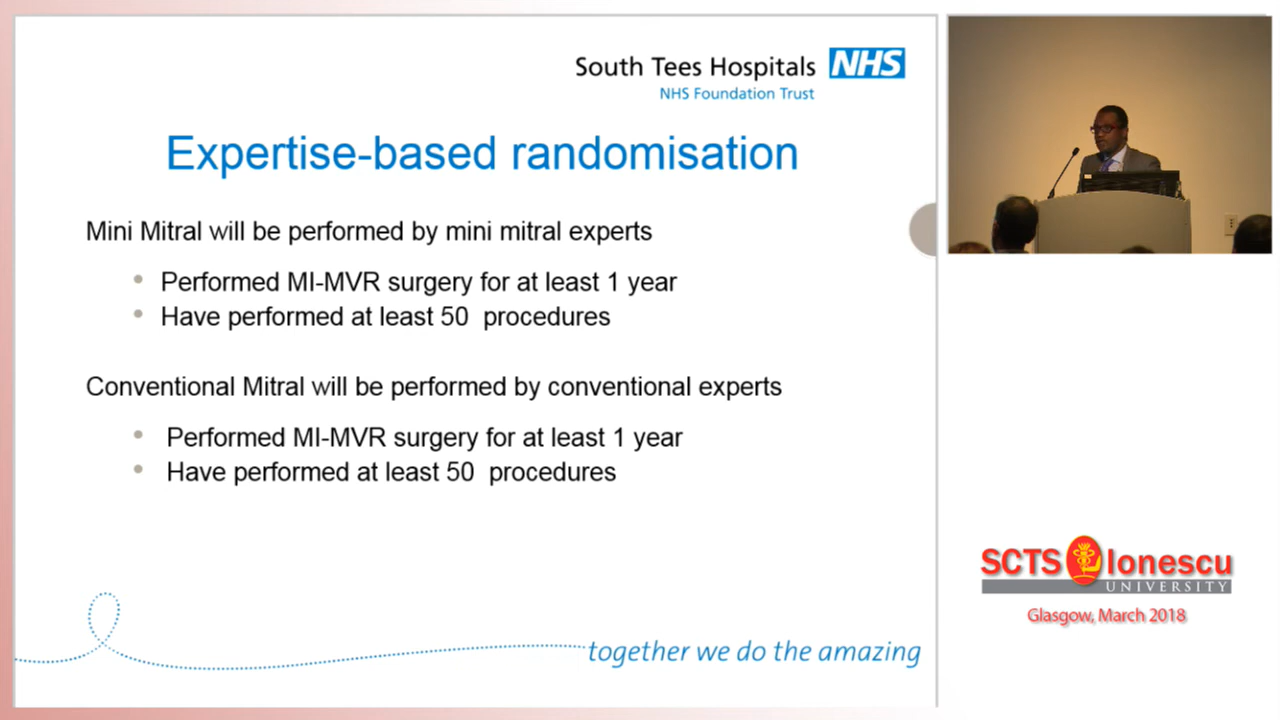 South Tees Hospitals NHS
NHS Foundation Trust
Expertise-based randomisation
Mini Mitral will be performed by mini mitral experts
• Performed MI-MVR surgery for at least 1 year
• Have performed at least 50 procedures
Conventional Mitral will be performed by conventional experts
• Performed MI-MVR surgery for at least 1 year
• Have performed at least 50 procedures
together we do the amazing
SCTS Ionescu
UNIVERSITY
Glasgow, March 2018